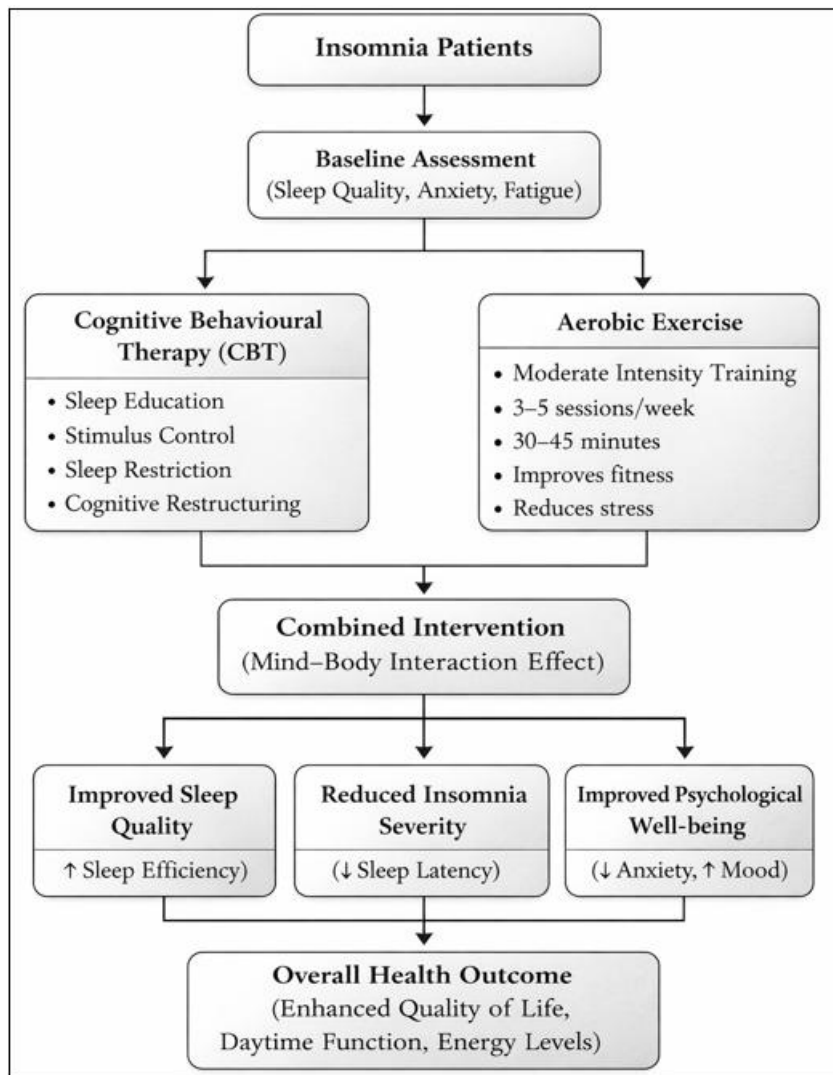 Insomnia Patients
Baseline Assessment
(Sleep Quality, Anxiety, Fatigue)
Cognitive Behavioural
Therapy (CBT)
• Sleep Education
• Stimulus Control
• Sleep Restriction
• Cognitive Restructuring
Aerobic Exercise
• Moderate Intensity Training
• 3–5 sessions/week
• 30–45 minutes
• Improves fitness
• Reduces stress
Combined Intervention
(Mind–Body Interaction Effect)
Improved Sleep
Quality
↑ Sleep Efficiency)
Reduced Insomnia
Severity
(↓ Sleep Latency)
Improved Psychological
Well-being
(↓ Anxiety, ↑ Mood)
Overall Health Outcome
(Enhanced Quality of Life,
Daytime Function, Energy Levels)